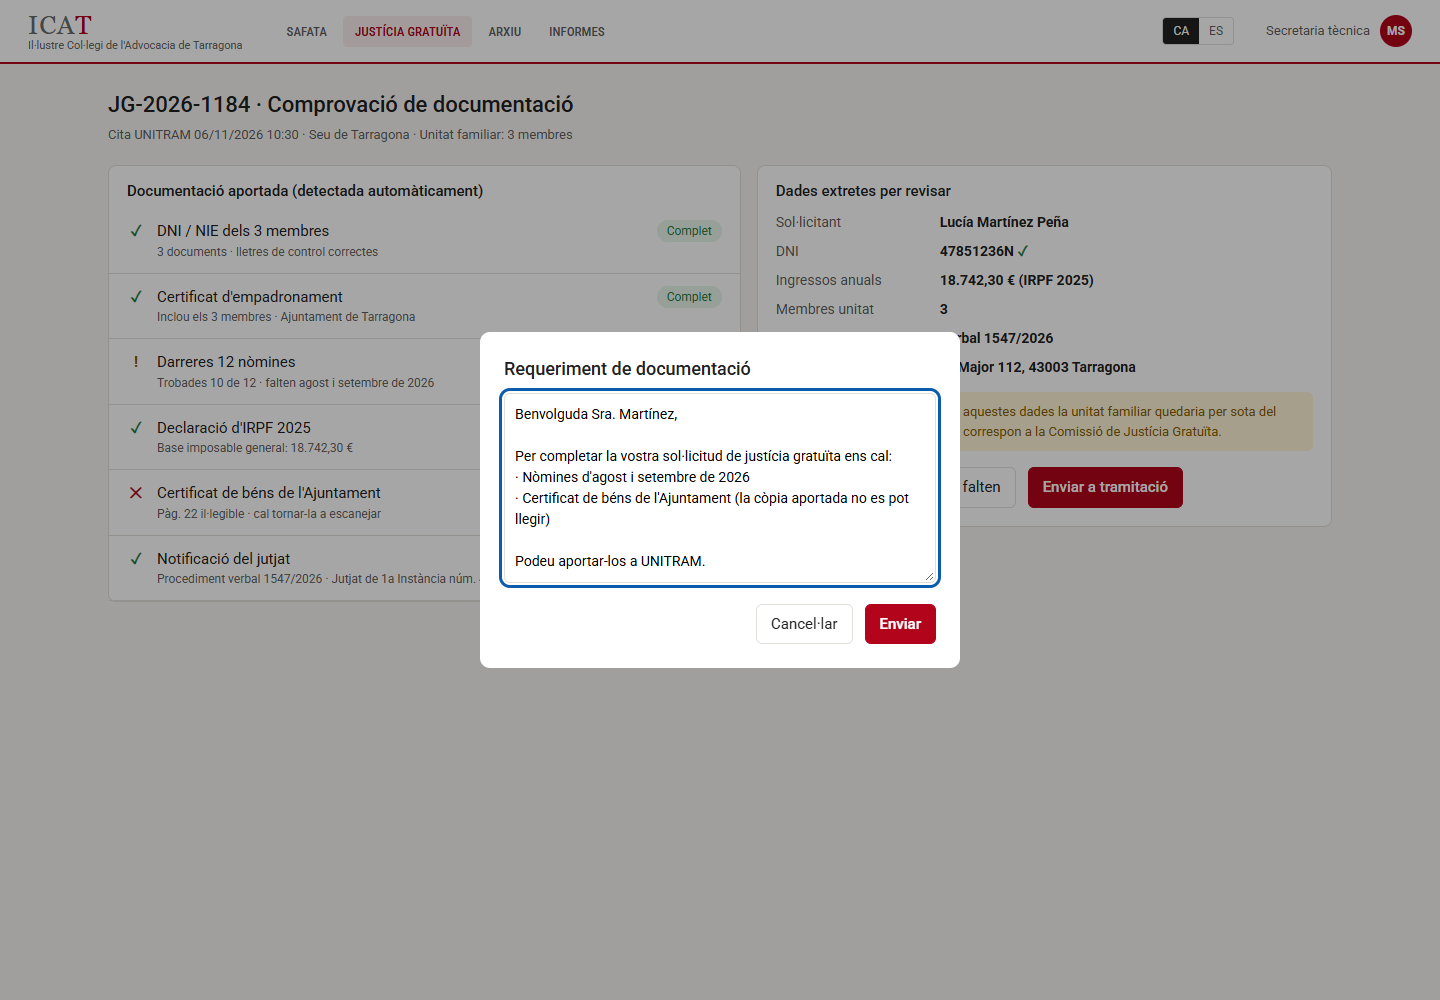 ICAT
Il·lustre Col·legi de l'Advocacia de Tarragona
SAFATA
JUSTÍCIA GRATUÏTA
ARXIU
INFORMES
CA
ES
Secretaria tècnica
MS
JG-2026-1184 · Comprovació de documentació
Cita UNITRAM 06/11/2026 10:30 · Seu de Tarragona · Unitat familiar: 3 membres
Documentació aportada (detectada automàticament)
DNI / NIE dels 3 membres
Complet
3 documents · lletres de control correctes
Certificat d'empadronament
Complet
Inclou els 3 membres · Ajuntament de Tarragona
! Darreres 12 nòmines
Trobades 10 de 12 · falten agost i setembre de 2026
Declaració d'IRPF 2025
Base imposable general: 18.742,30 €
Certificat de béns de l'Ajuntament
Pàg. 22 il·legible · cal tornar-la a escanejar
Notificació del jutjat
Procediment verbal 1547/2026 · Jutjat de 1a Instància núm.
Dades extretes per revisar
Sol·licitant Lucía Martínez Peña
DNI 47851236N ✓
Ingressos anuals 18.742,30 € (IRPF 2025)
Membres unitat 3
1547/2026
Major 112, 43003 Tarragona
aquestes dades la unitat familiar quedaria per sota del
correspon a la Comissió de Justícia Gratuïta.
falten
Enviar a tramitació
Requeriment de documentació
Benvolguda Sra. Martínez,
Per completar la vostra sol·licitud de justícia gratuïta ens cal:
· Nòmines d'agost i setembre de 2026
· Certificat de béns de l'Ajuntament (la còpia aportada no es pot
llegir)
Podeu aportar-los a UNITRAM.
Cancel·lar
Enviar